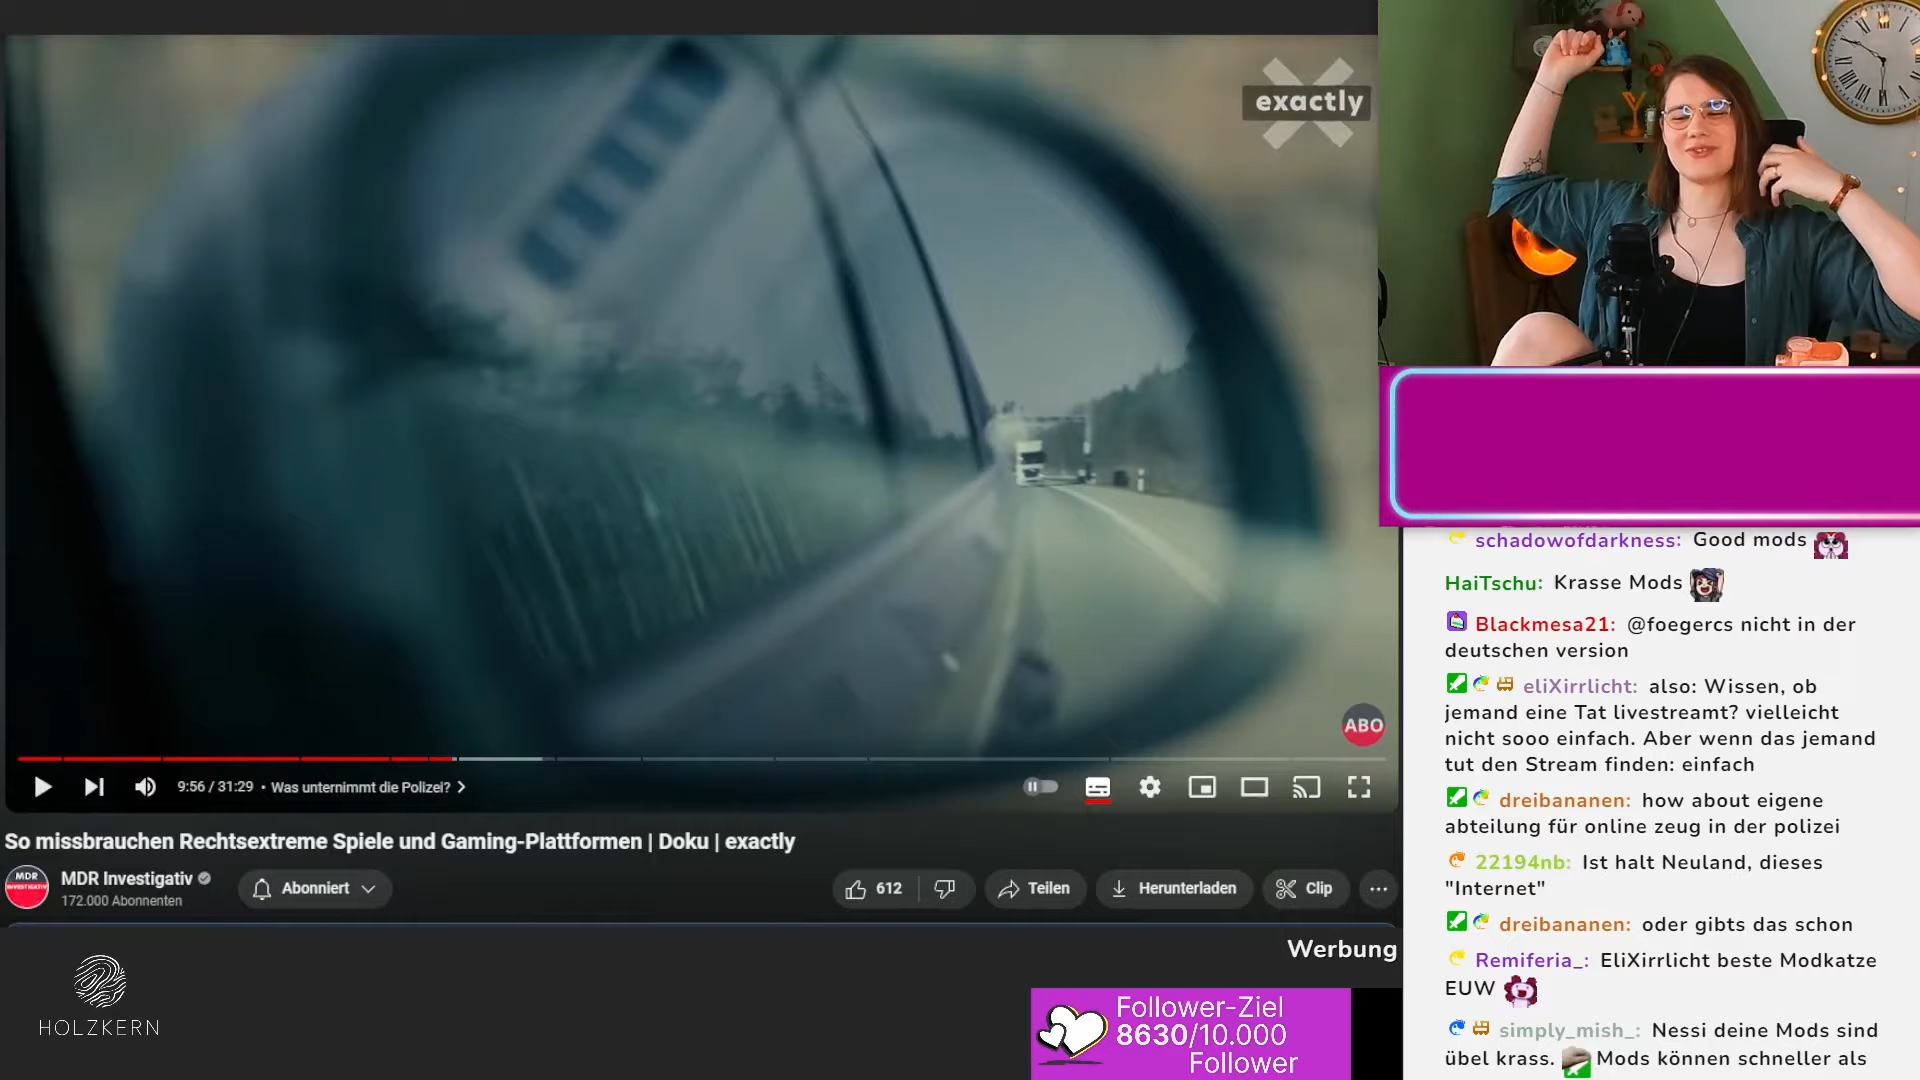 exactly
ABO
9:56 / 31:29 • Was unternimmt die Polizei?
So missbrauchen Rechtsextreme Spiele und Gaming-Plattformen | Doku | exactly
MDR
INVESTIGATIV
MDR Investigativ
172.000 Abonnenten
Abonniert
612
Teilen
Herunterladen
Clip
Werbung
HOLZKERN
Follower-Ziel
8630/10.000
Follower
schadowofdarkness: Good mods
HaiTschu: Krasse Mods
Blackmesa21: @foegercs nicht in der
deutschen version
eliXirrlicht: also: Wissen, ob
jemand eine Tat livestreamt? vielleicht
nicht sooo einfach. Aber wenn das jemand
tut den Stream finden: einfach
dreibananen: how about eigene
abteilung für online zeug in der polizei
22194nb: Ist halt Neuland, dieses
"Internet"
dreibananen: oder gibts das schon
Remiferia_: EliXirrlicht beste Modkatze
EUW
simply_mish_: Nessi deine Mods sind
übel krass. Mods können schneller als